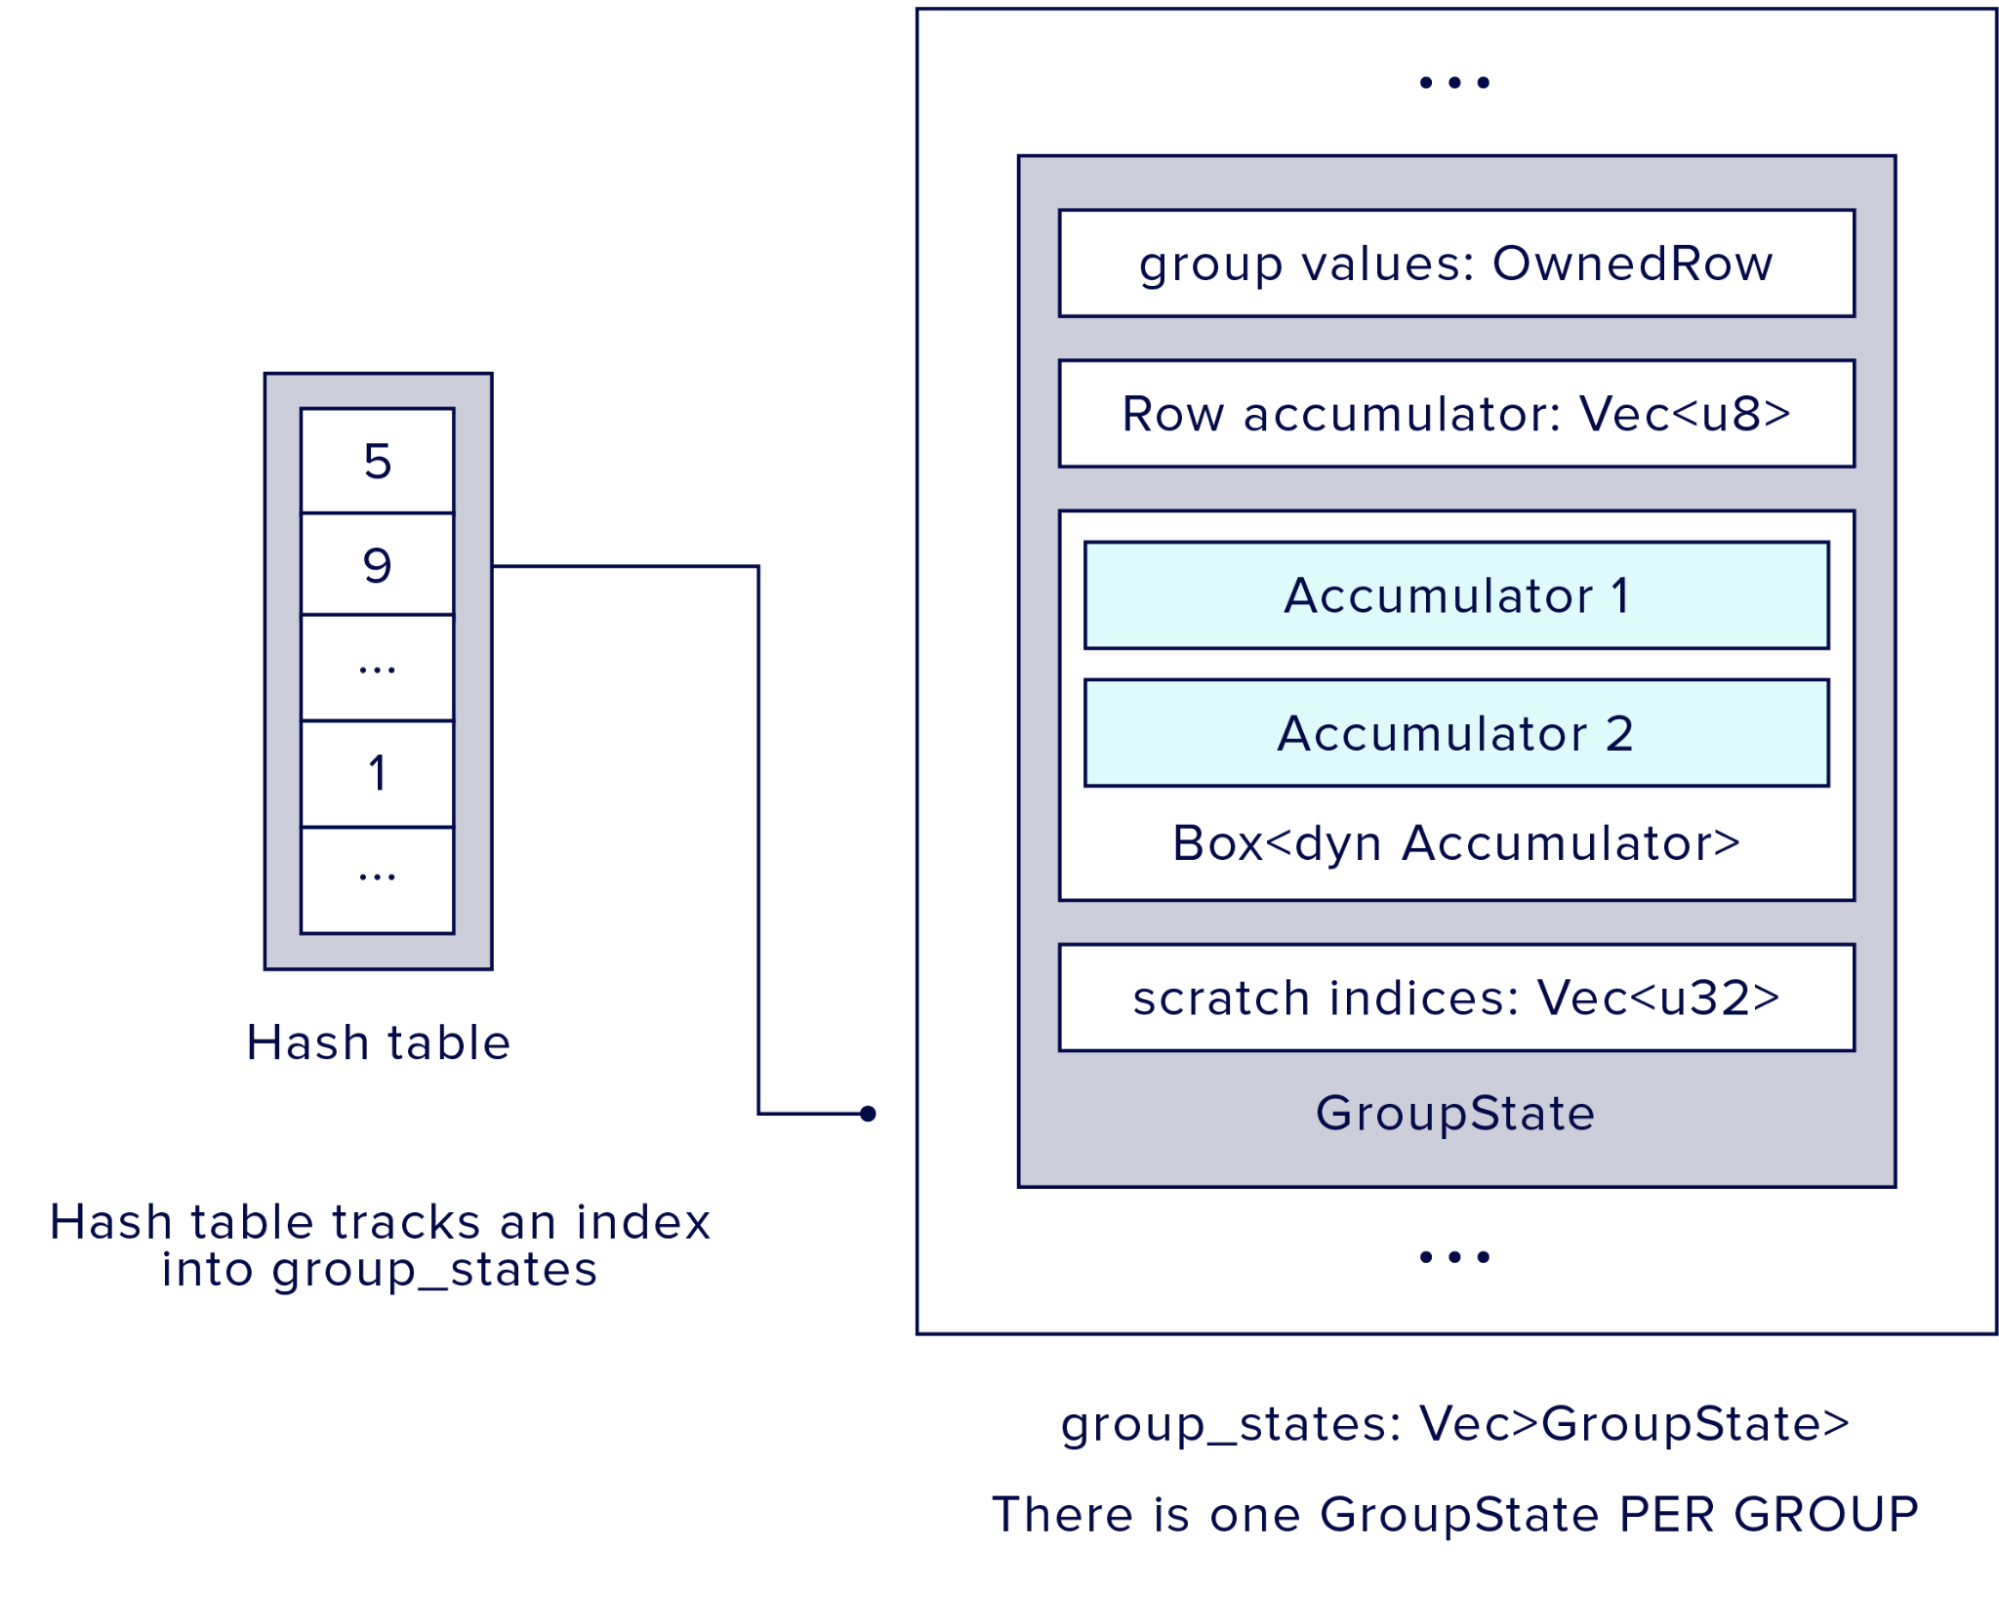 ...
group values: OwnedRow
Row accumulator: Vec<u8>
Accumulator 1
Accumulator 2
Box<dyn Accumulator>
scratch indices: Vec<u32>
GroupState
...
5
9
...
1
...
Hash table
Hash table tracks an index
into group_states
group_states: Vec>GroupState>
There is one GroupState PER GROUP